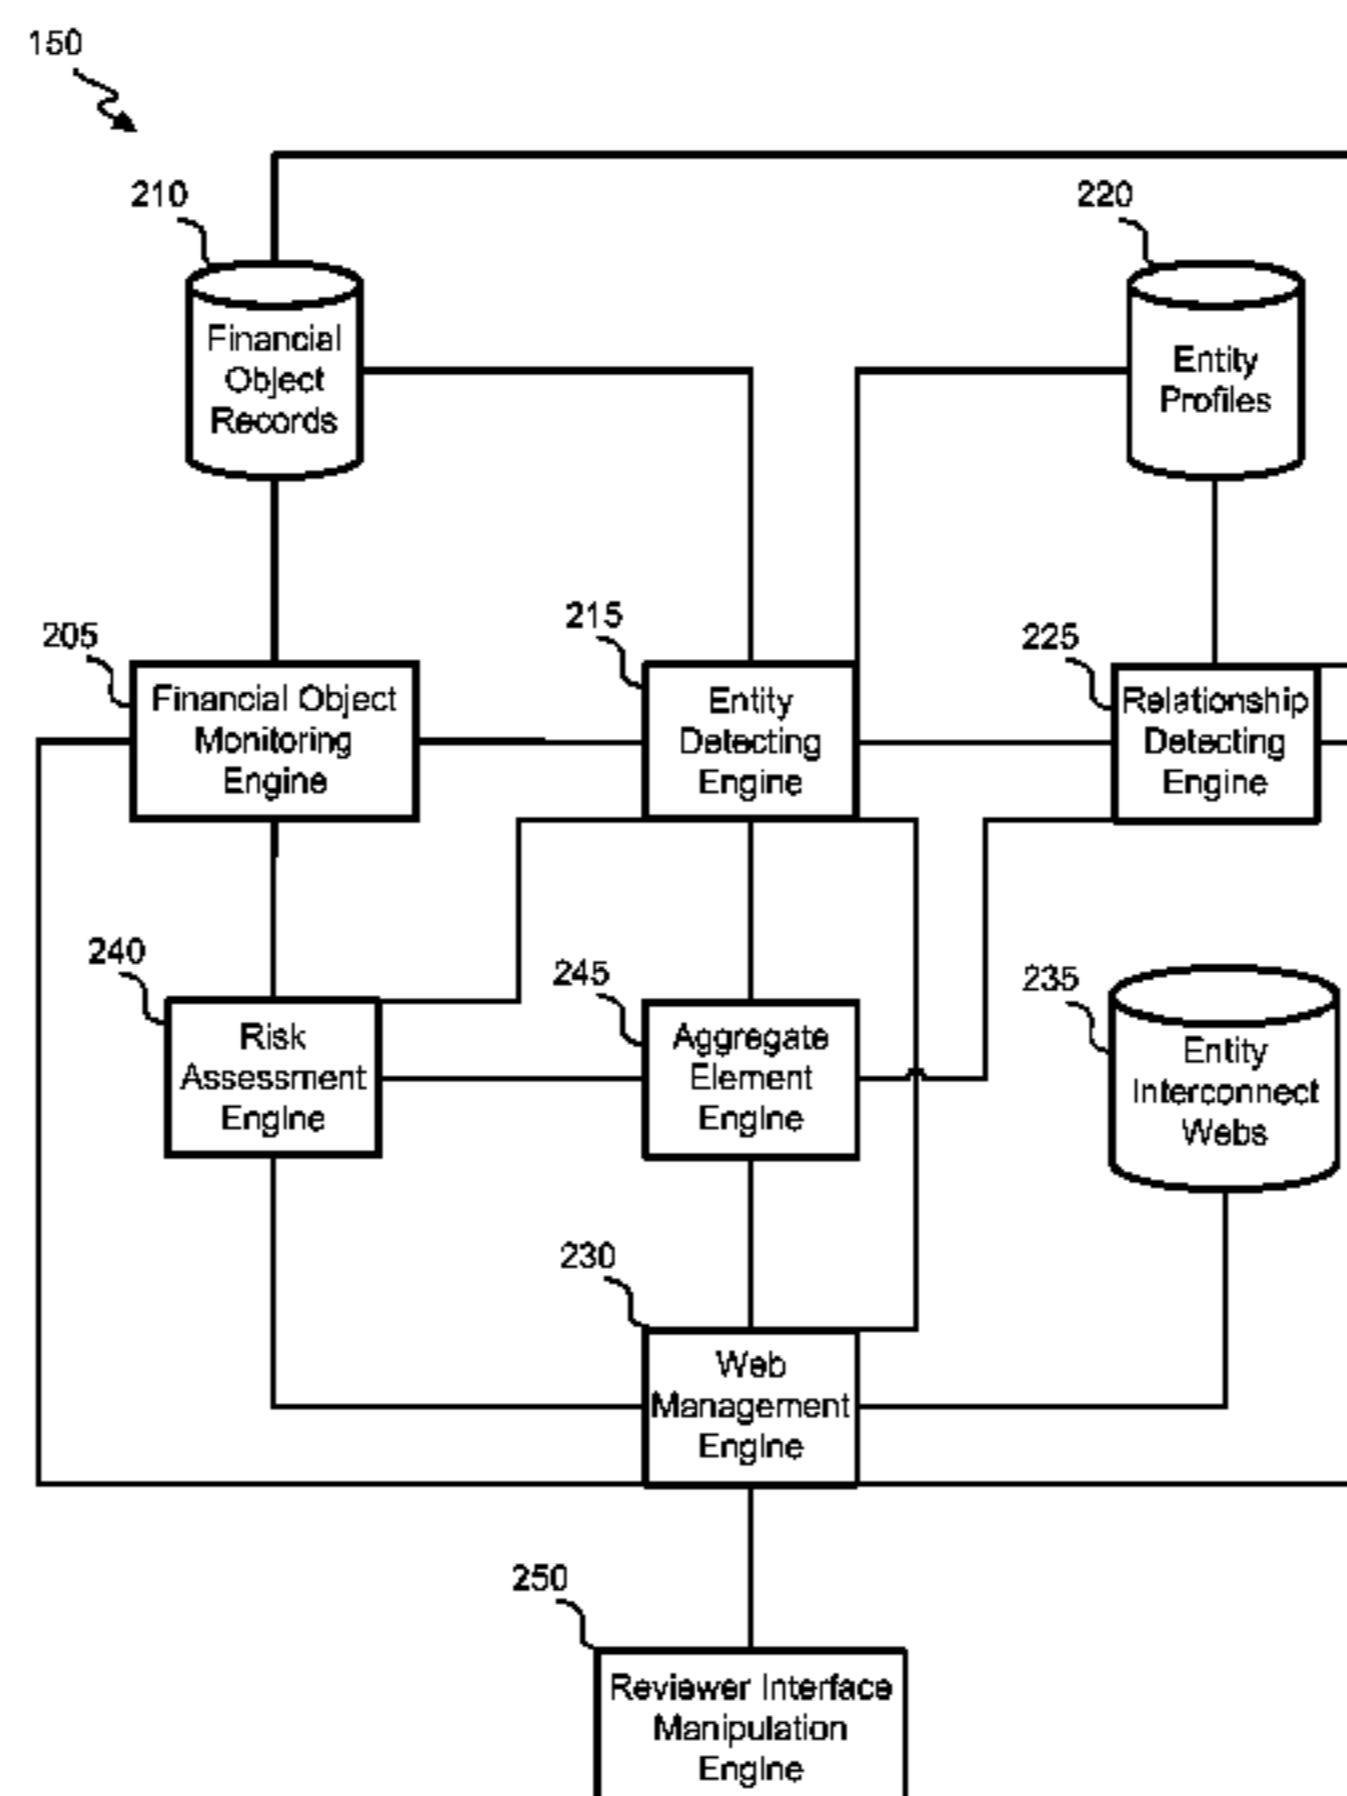 150
210
220
Financial
Object
Records
Entity
Profiles
205
215
225
Financial Object
Monitoring
Engine
Entity
Detecting
Engine
Relationship
Detecting
Engine
240
245
235
Risk
Assessment
Engine
Aggregate
Element
Engine
Entity
Interconnect
Webs
230
Web
Management
Engine
250
Reviewer Interface
Manipulation
Engine